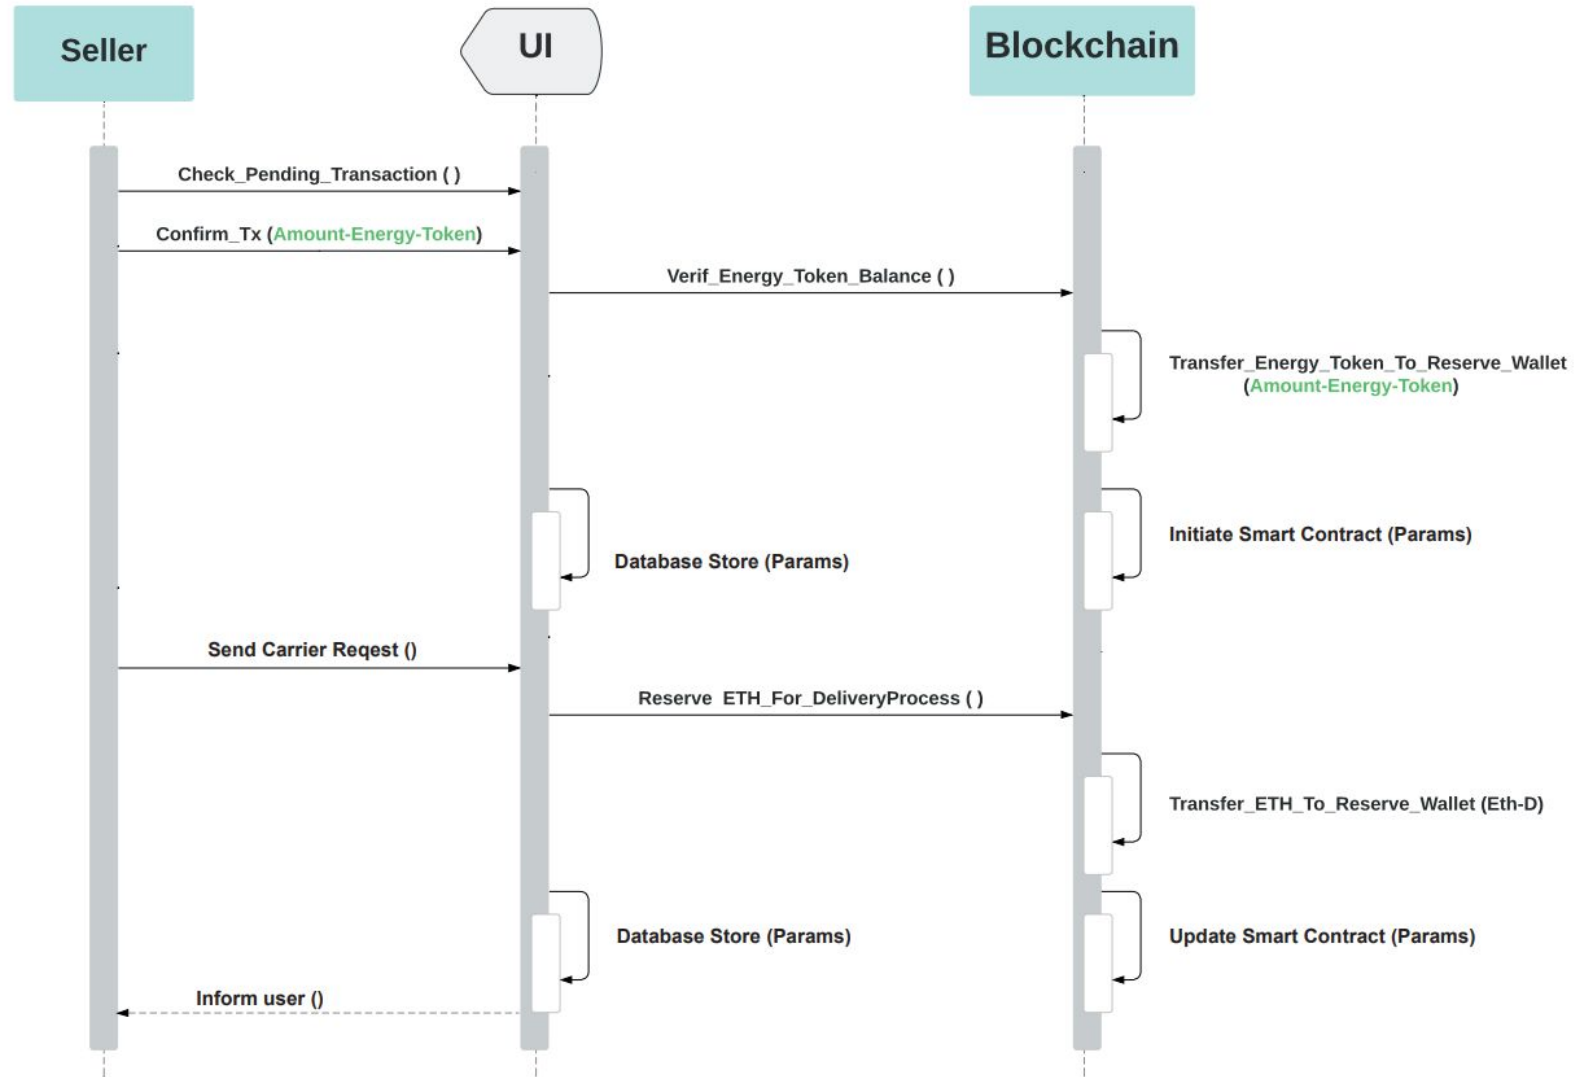 Seller
UI
Blockchain
Check_Pending_Transaction ( )
Confirm_Tx (Amount-Energy-Token)
Verif_Energy_Token_Balance ( )
Transfer_Energy_Token_To_Reserve_Wallet
(Amount-Energy-Token)
Initiate Smart Contract (Params)
Database Store (Params)
Send Carrier Reqest ()
Reserve  ETH_For_DeliveryProcess ( )
Transfer_ETH_To_Reserve_Wallet (Eth-D)
Database Store (Params)
Update Smart Contract (Params)
Inform user ()